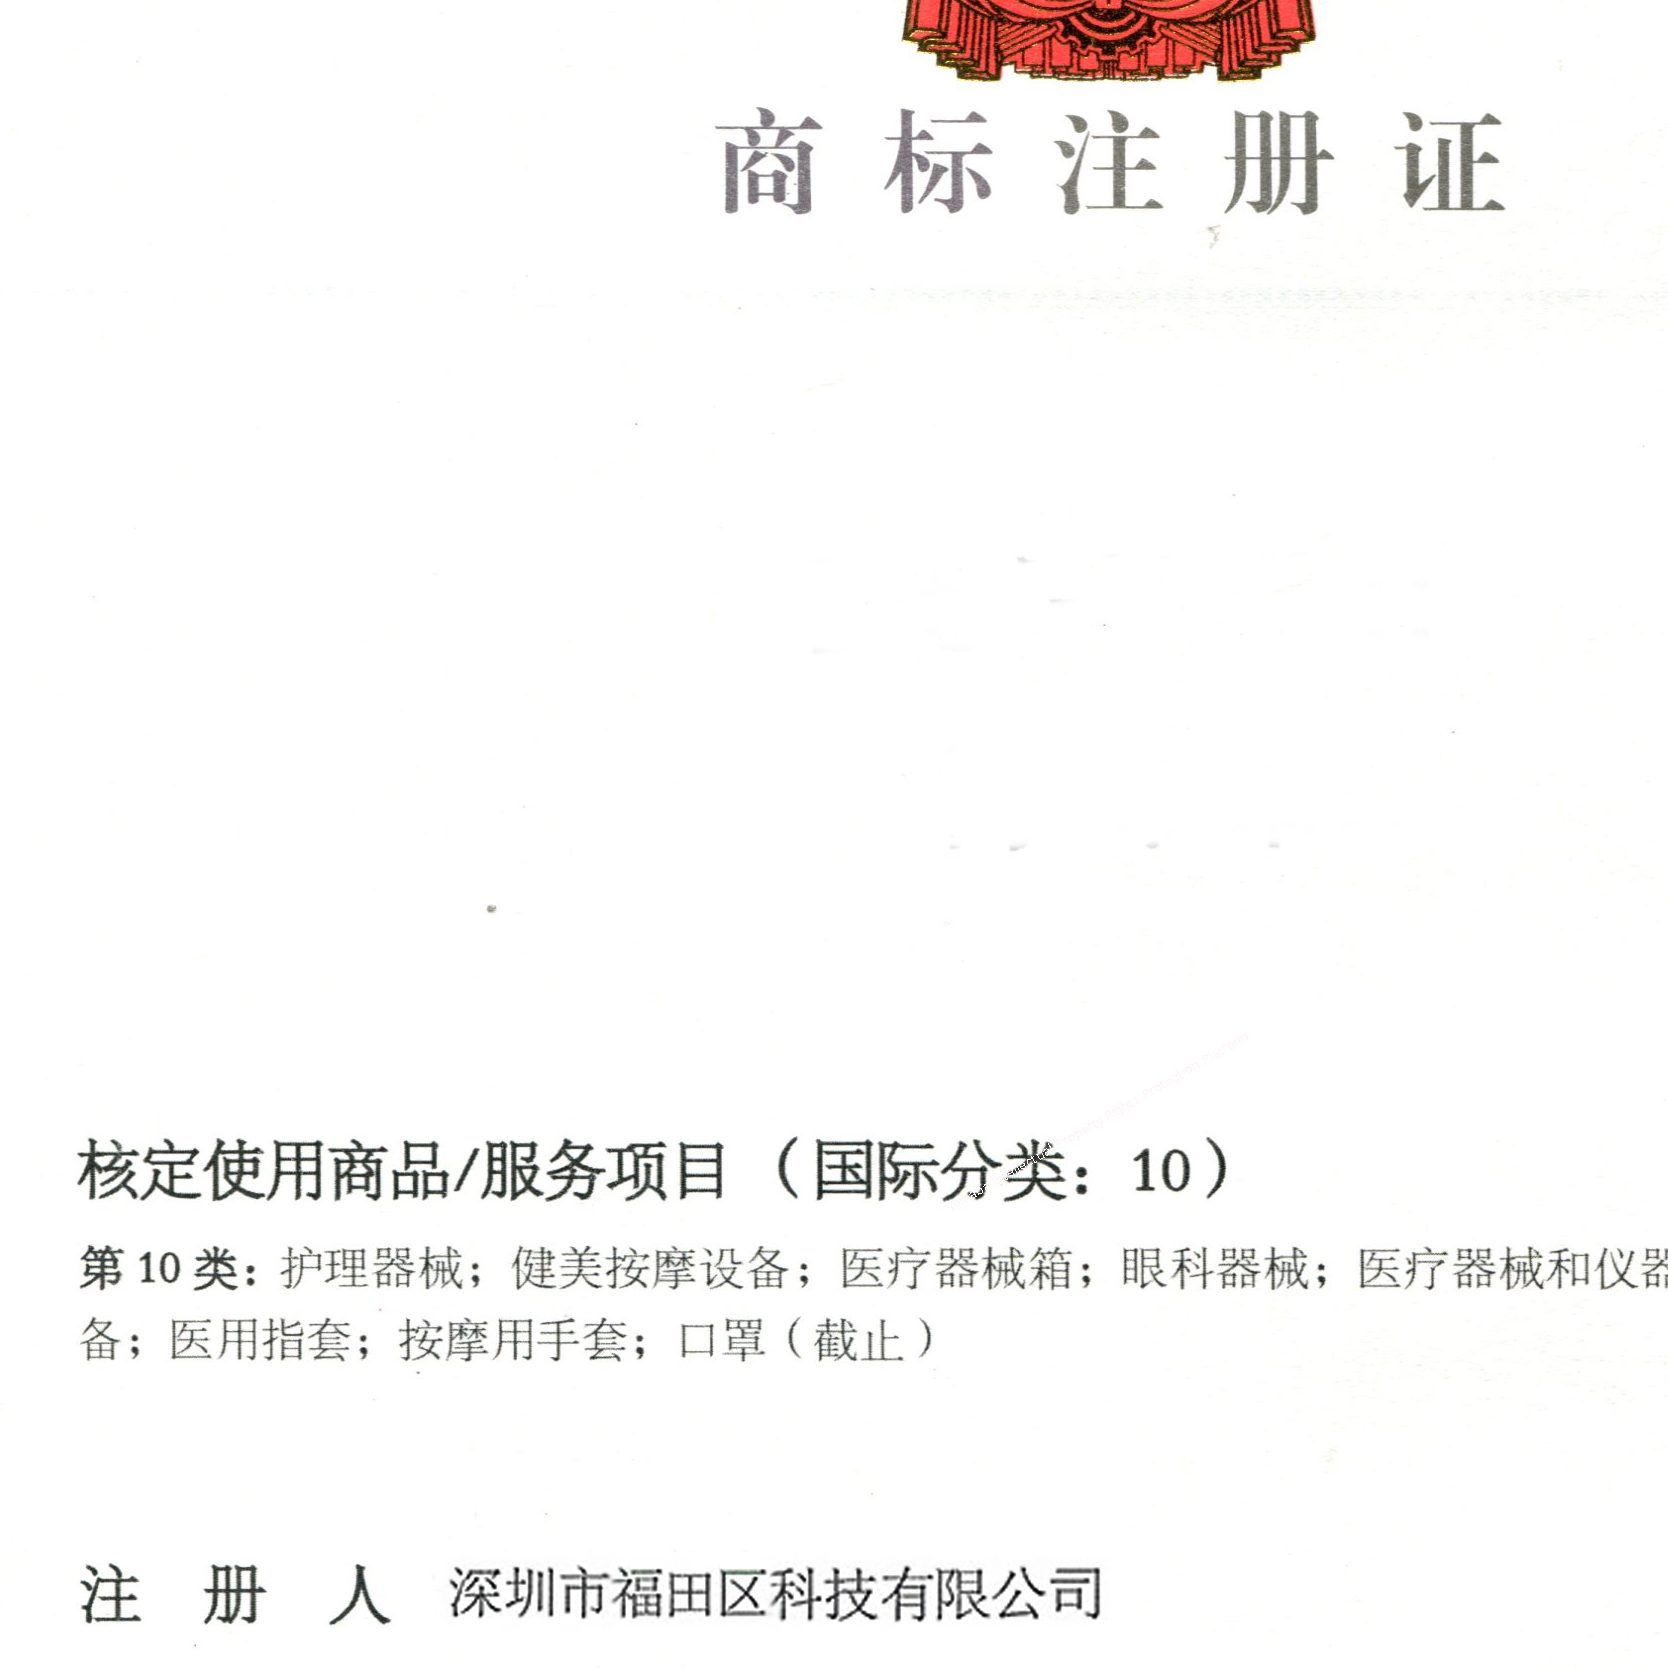 商标注册证
核定使用商品/服务项目（国际分类：10）
第 10 类：护理器械；健美按摩设备；医疗器械箱；眼科器械；医疗器械和仪器
备；医用指套；按摩用手套；口罩（截止）
注 册 人 深圳市福田区科技有限公司